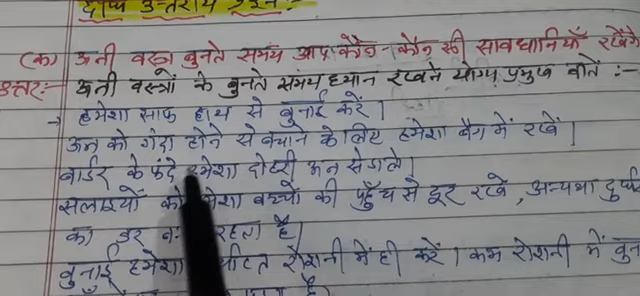 दीर्घ उत्तरीय प्रश्न:-
(क) ऊनी वस्त्र बुनते समय आप कौन-कौन सी सावधानियाँ रखेंगे
उत्तर:- ऊनी वस्त्रों के बुनते समय ध्यान रखने योग्य प्रमुख बातें :-
→ हमेशा साफ हाथ से बुनाई करें।
ऊन को गंदा होने से बचाने के लिए हमेशा बैग में रखें।
बार्डर के फंदे हमेशा दोहरी ऊन से डाले।
सलाइयों को बच्चों की पहुँच से दूर रखें, अन्यथा
का डर रहता है।
बुनाई हमेशा रोशनी में ही करें। कम रोशनी में
है।